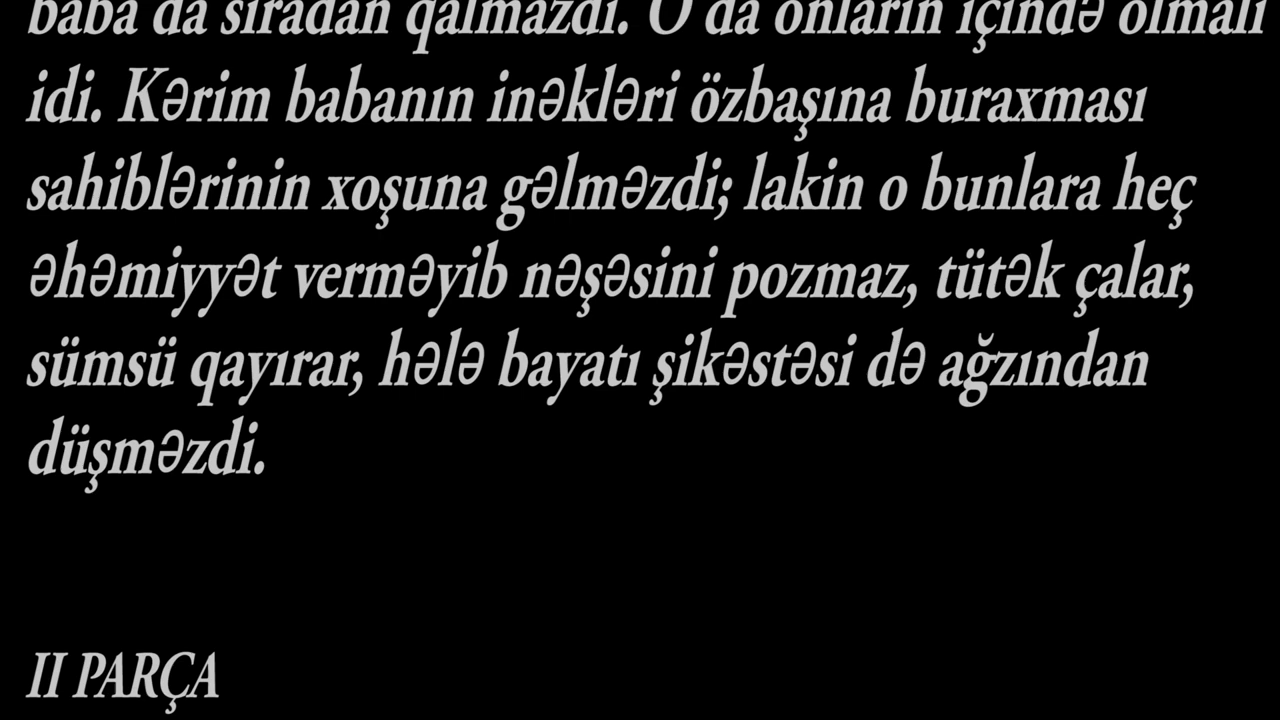 baba da sıradan qalmazdı. O da onların içində olmalı
idi. Kərim babanın inəkləri özbaşına buraxması
sahiblərinin xoşuna gəlməzdi; lakin o bunlara heç
əhəmiyyət verməyib nəşəsini pozmaz, tütək çalar,
sümsü qayırar, hələ bayatı şikəstəsi də ağzından
düşməzdi.
II PARÇA